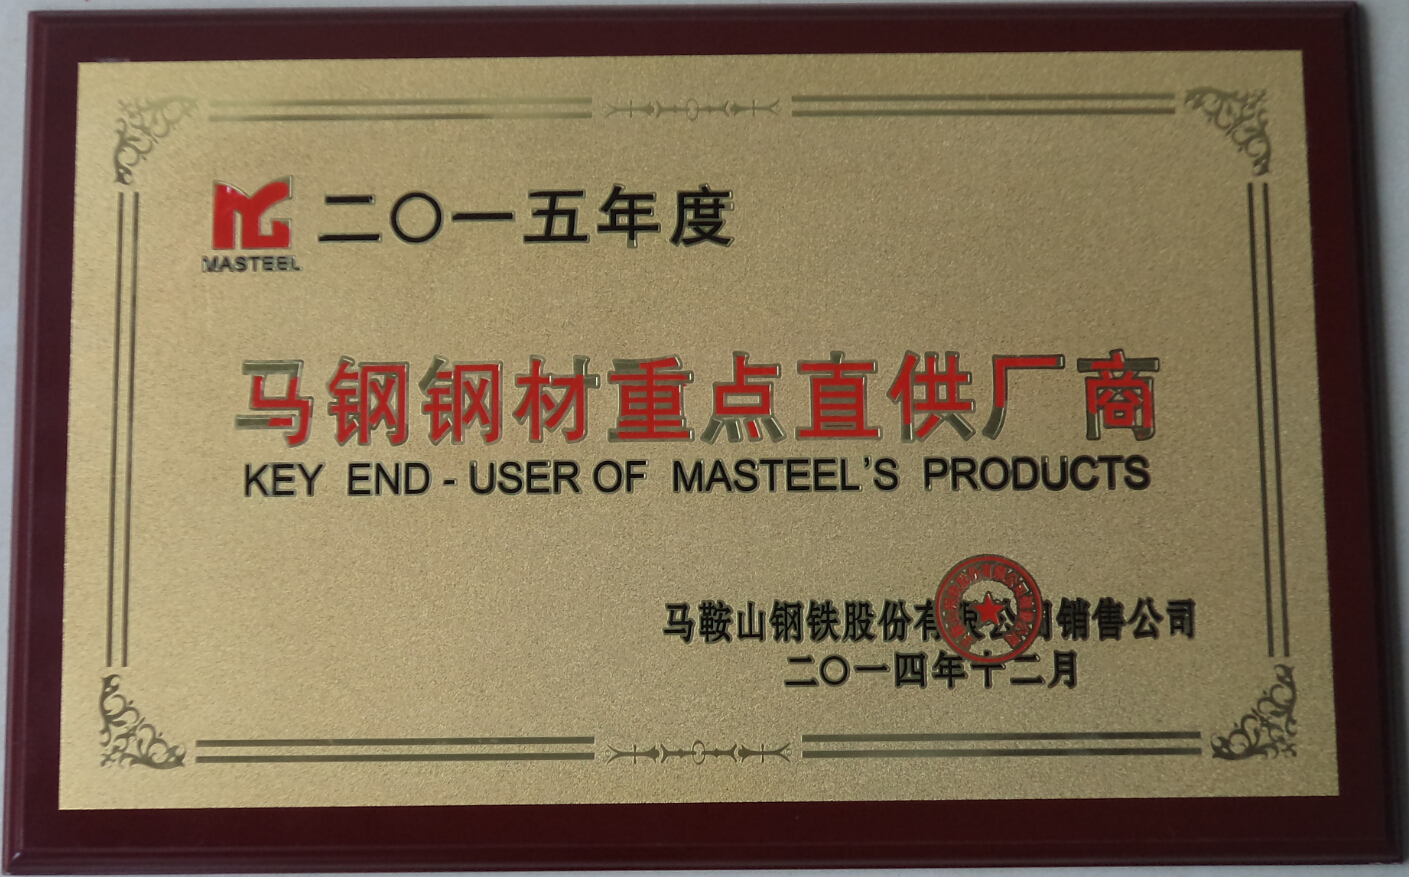 二〇一五年度
MASTEEL
马钢钢材重点直供厂商
KEY END - USER OF MASTEEL'S PRODUCTS
马鞍山钢铁股份有限公司销售公司
二〇一四年十二月